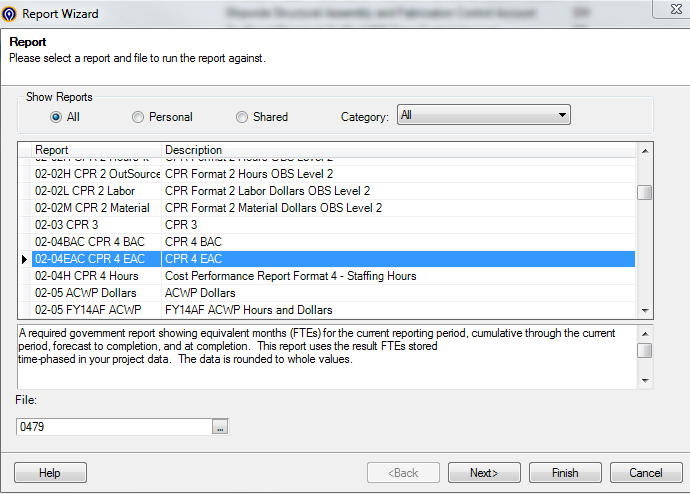 Report Wizard
Report
Please select a report and file to run the report against.
Show Reports
All Personal Shared Category: All
Report Description
CPR Format 2 Hours OBS Level 2
02-02H CPR 2 OutSource CPR Format 2 Hours OBS Level 2
02-02L CPR 2 Labor CPR Format 2 Labor Dollars OBS Level 2
02-02M CPR 2 Material CPR Format 2 Material Dollars OBS Level 2
02-03 CPR 3 CPR 3
02-04BAC CPR 4 BAC CPR 4 BAC
02-04EAC CPR 4 EAC CPR 4 EAC
02-04H CPR 4 Hours Cost Performance Report Format 4 - Staffing Hours
02-05 ACWP Dollars ACWP Dollars
02-05 FY14AF ACWP FY14AF ACWP Hours and Dollars
A required government report showing equivalent months (FTEs) for the current reporting period, cumulative through the current
period, forecast to completion, and at completion. This report uses the result FTEs stored
time-phased in your project data. The data is rounded to whole values.
File:
0479 ...
Help <Back Next> Finish Cancel